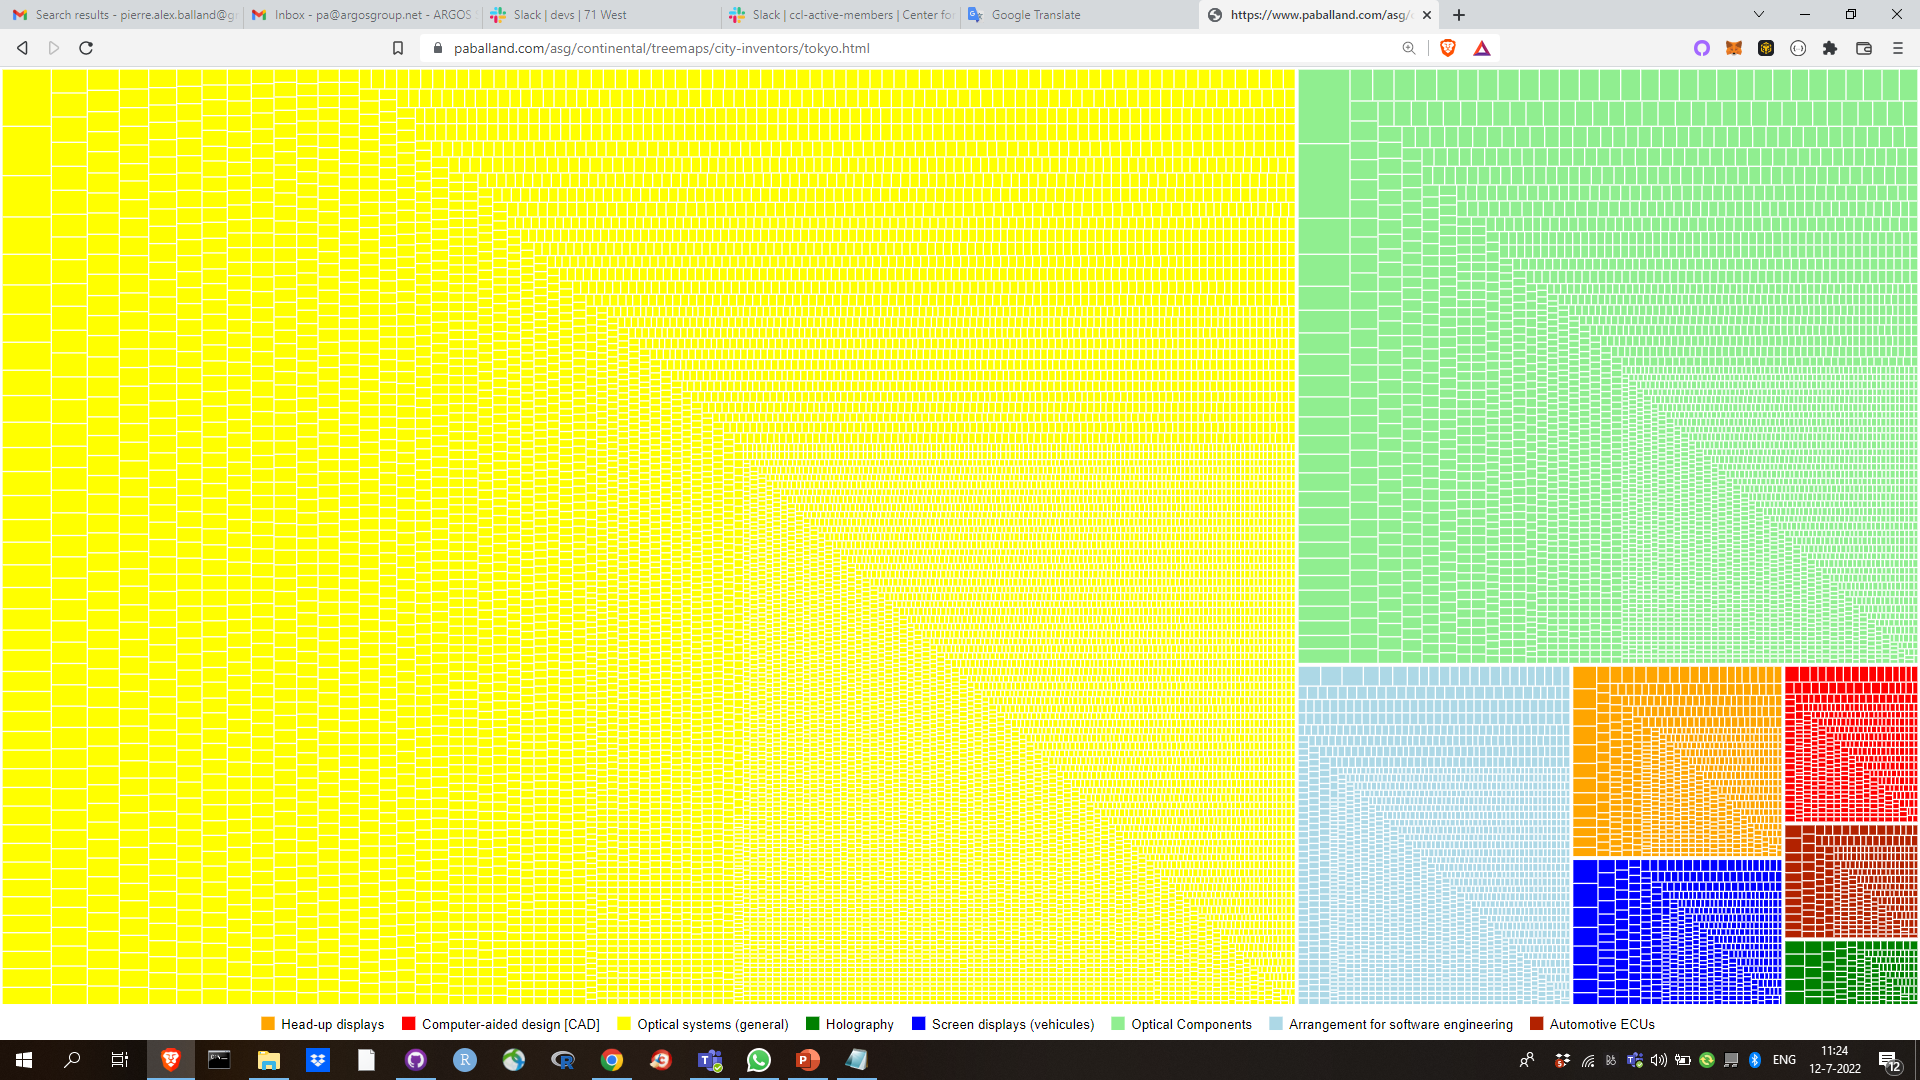 Search results - pierre.alex.balland@g
Inbox - pa@argosgroup.net - ARGOS
Slack | devs | 71 West
Slack | ccl-active-members | Center fo
Google Translate
https://www.paballand.com/asg/
paballand.com/asg/continental/treemaps/city-inventors/tokyo.html
Head-up displays
Computer-aided design [CAD]
Optical systems (general)
Holography
Screen displays (vehicules)
Optical Components
Arrangement for software engineering
Automotive ECUs
ENG
11:24
12-7-2022
12